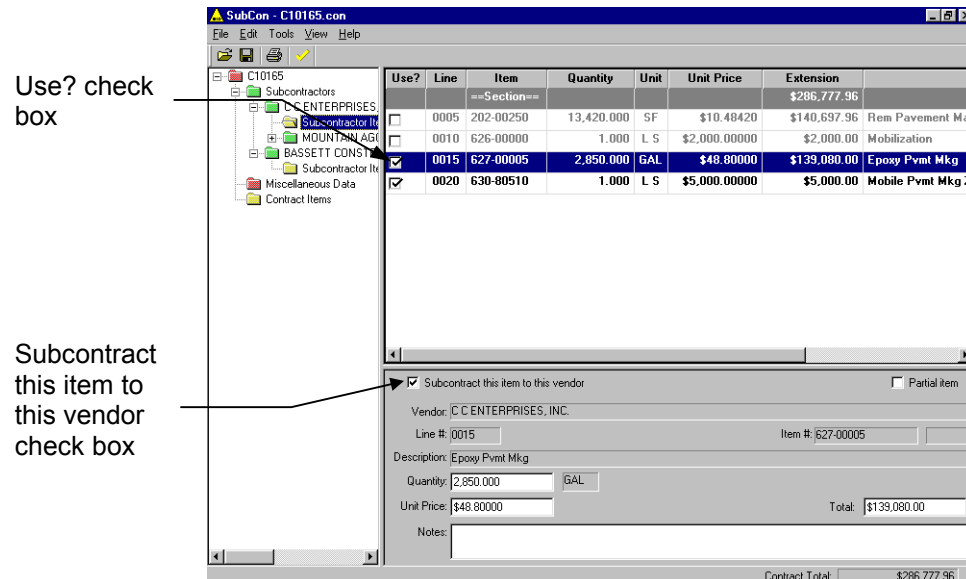 SubCon - C10165.con
File Edit Tools View Help
Use? check
box
C10165
Subcontractors
C C ENTERPRISES,
Subcontractor Ite
MOUNTAIN AGG
BASSETT CONSTR
Subcontractor Ite
Miscellaneous Data
Contract Items
Use? Line Item Quantity Unit Unit Price Extension
==Section== $286,777.96
0005 202-00250 13,420.000 SF $10.48420 $140,697.96 Rem Pavement Ma
0010 626-00000 1.000 L S $2,000.00000 $2,000.00 Mobilization
0015 627-00005 2,850.000 GAL $48.80000 $139,080.00 Epoxy Pvmt Mkg
0020 630-80510 1.000 L S $5,000.00000 $5,000.00 Mobile Pvmt Mkg
Subcontract
this item to
this vendor
check box
Subcontract this item to this vendor Partial item
Vendor: C C ENTERPRISES, INC.
Line #: 0015 Item #: 627-00005
Description: Epoxy Pvmt Mkg
Quantity: 2,850.000 GAL
Unit Price: $48.80000 Total: $139,080.00
Notes:
Contract Total: $286,777.96